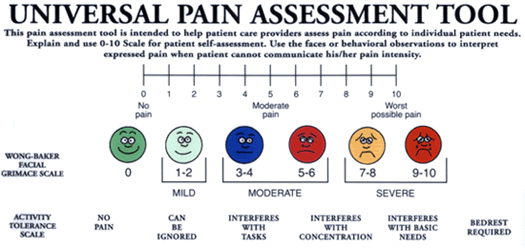 UNIVERSAL PAIN ASSESSMENT TOOL
This pain assessment tool is intended to help patient care providers assess pain according to individual patient needs.
Explain and use 0-10 Scale for patient self-assessment. Use the faces or behavioral observations to interpret
expressed pain when patient cannot communicate his/her pain intensity.
0 1 2 3 4 5 6 7 8 9 10
No pain
Moderate pain
Worst possible pain
WONG-BAKER
FACIAL
GRIMACE SCALE
0 1-2 3-4 5-6 7-8 9-10
MILD MODERATE SEVERE
ACTIVITY
TOLERANCE
SCALE
NO
PAIN
CAN
BE
IGNORED
INTERFERES
WITH
TASKS
INTERFERES
WITH
CONCENTRATION
INTERFERES
WITH BASIC
NEEDS
BEDREST
REQUIRED